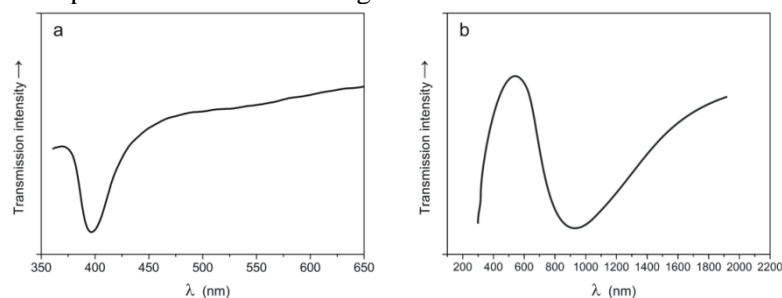 a
Transmission intensity →
350 400 450 500 550 600 650
λ (nm)
b
Transmission intensity →
200 400 600 800 1000 1200 1400 1600 1800 2000 2200
λ (nm)